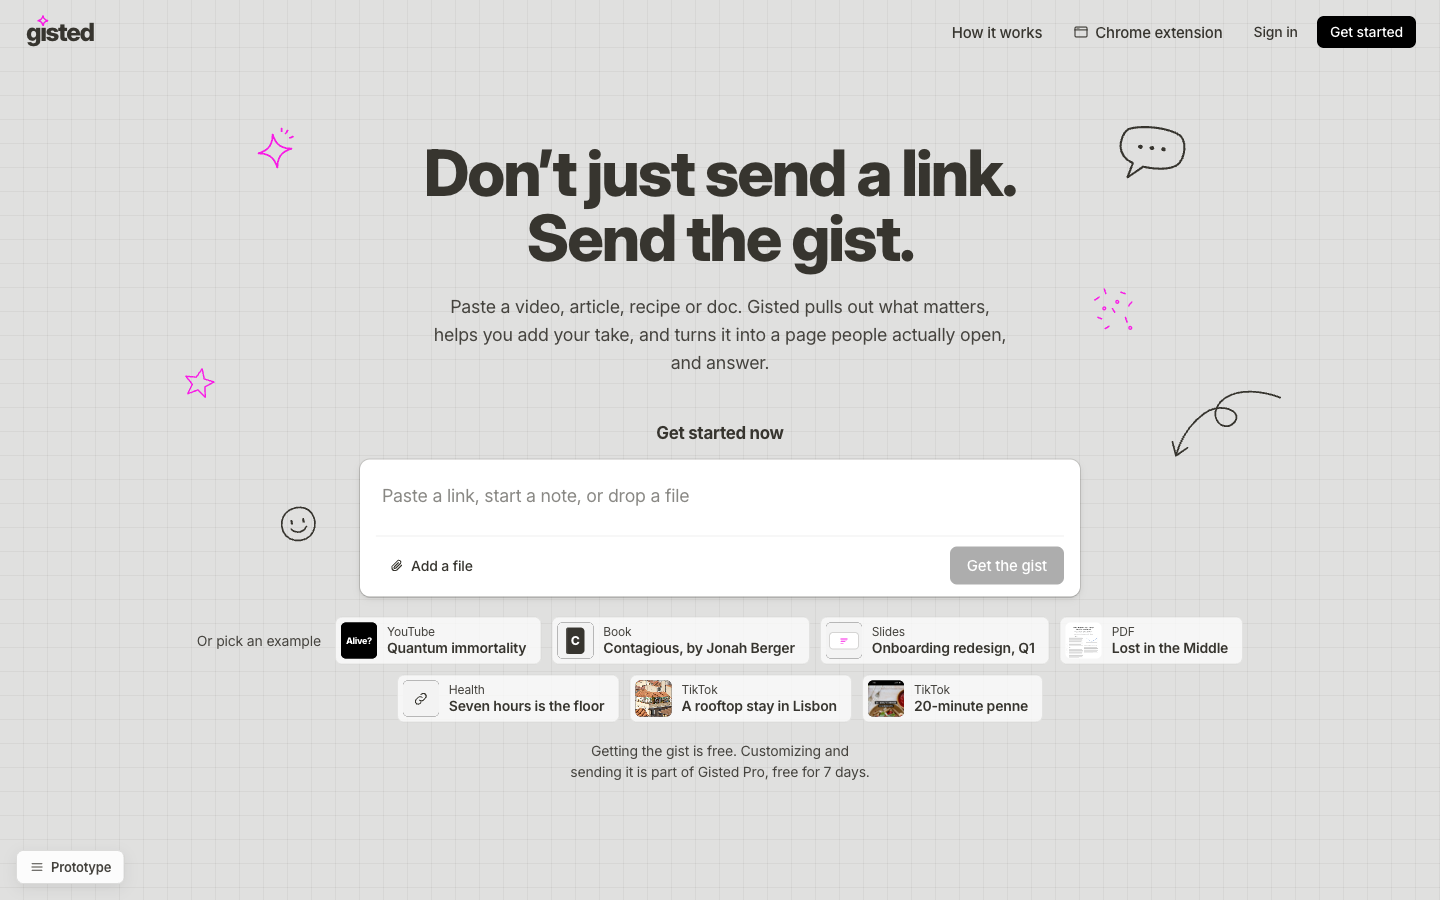 gisted
How it works
Chrome extension
Sign in
Get started
Don't just send a link.
Send the gist.
Paste a video, article, recipe or doc. Gisted pulls out what matters,
helps you add your take, and turns it into a page people actually open,
and answer.
Get started now
Paste a link, start a note, or drop a file
Add a file
Get the gist
Or pick an example
Alive?
YouTube
Quantum immortality
C
Book
Contagious, by Jonah Berger
Slides
Onboarding redesign, Q1
PDF
Lost in the Middle
Health
Seven hours is the floor
TikTok
A rooftop stay in Lisbon
TikTok
20-minute penne
Getting the gist is free. Customizing and
sending it is part of Gisted Pro, free for 7 days.
Prototype